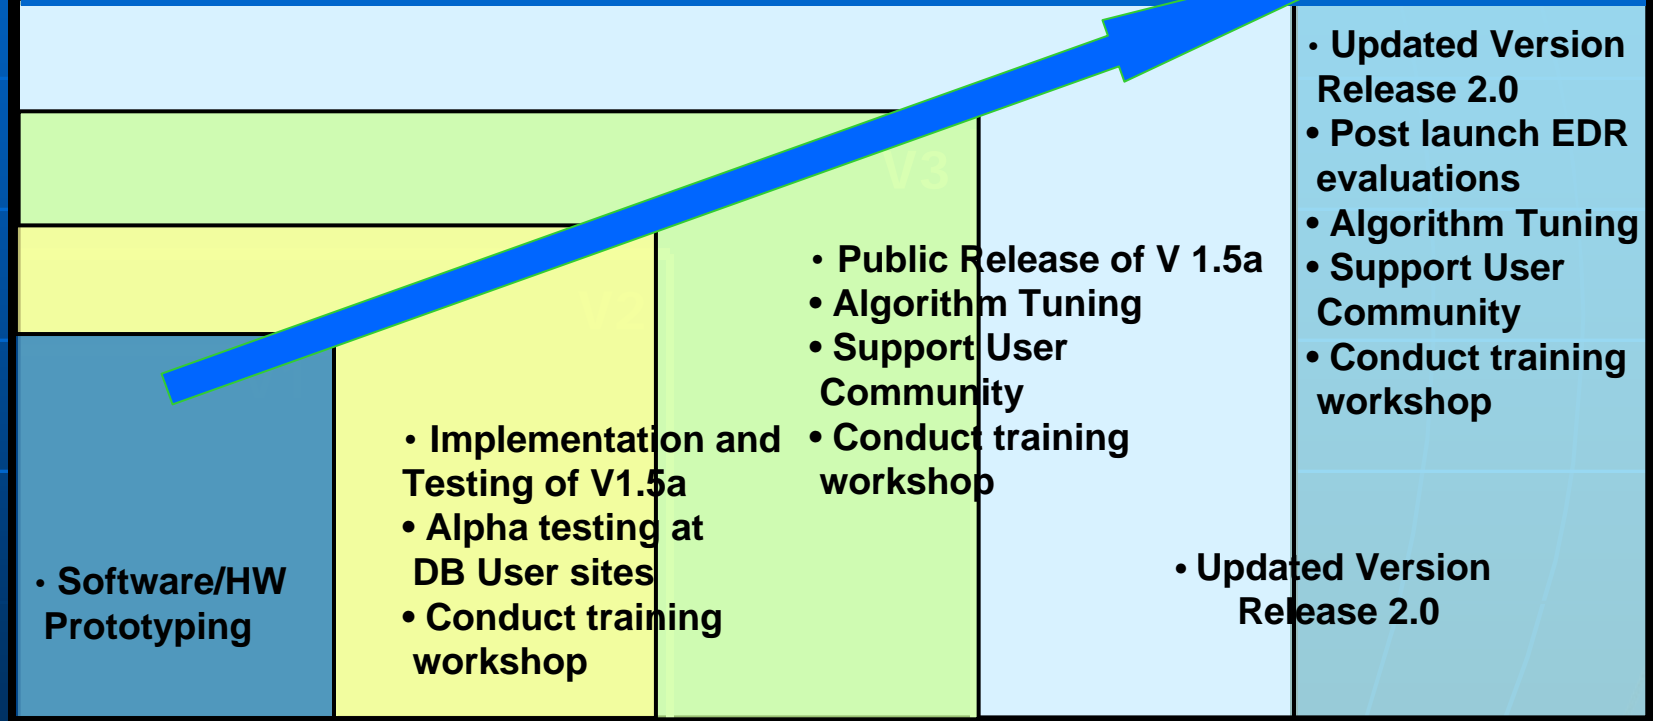 • Software/HW
Prototyping
V2
• Implementation and
Testing of V1.5a
• Alpha testing at
DB User sites
• Conduct training
workshop
V3
• Public Release of V 1.5a
• Algorithm Tuning
• Support User
Community
• Conduct training
workshop
• Updated Version
Release 2.0
• Updated Version
Release 2.0
• Post launch EDR
evaluations
• Algorithm Tuning
• Support User
Community
• Conduct training
workshop